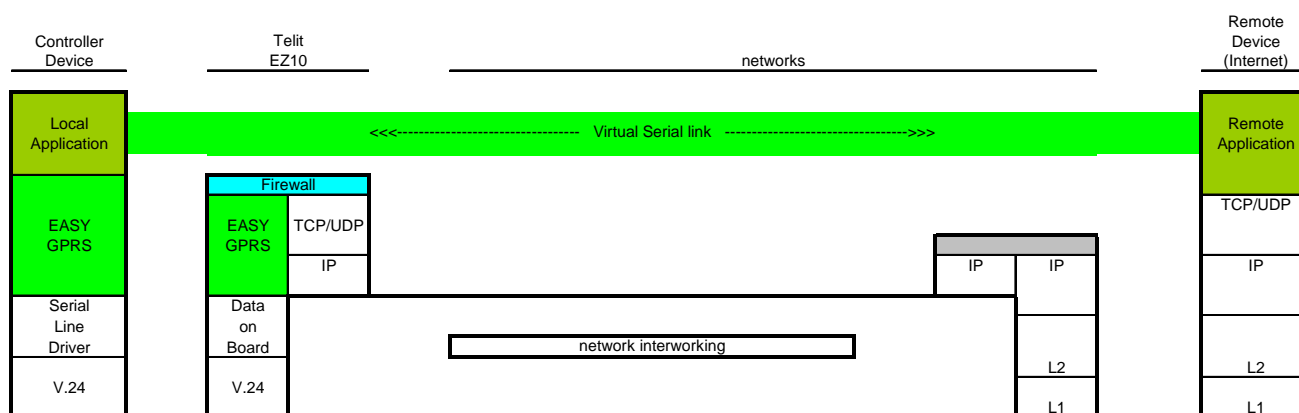 Controller
Device
Telit
EZ10
networks
Remote
Device
(Internet)
Local
Application
<<<---------------------------------- Virtual Serial link ---------------------------------->>>
Remote
Application
Firewall
EASY
GPRS
EASY
GPRS
TCP/UDP
TCP/UDP
IP
IP
IP
IP
Serial
Line
Driver
Data
on
Board
network interworking
L2
L2
V.24
V.24
L1
L1